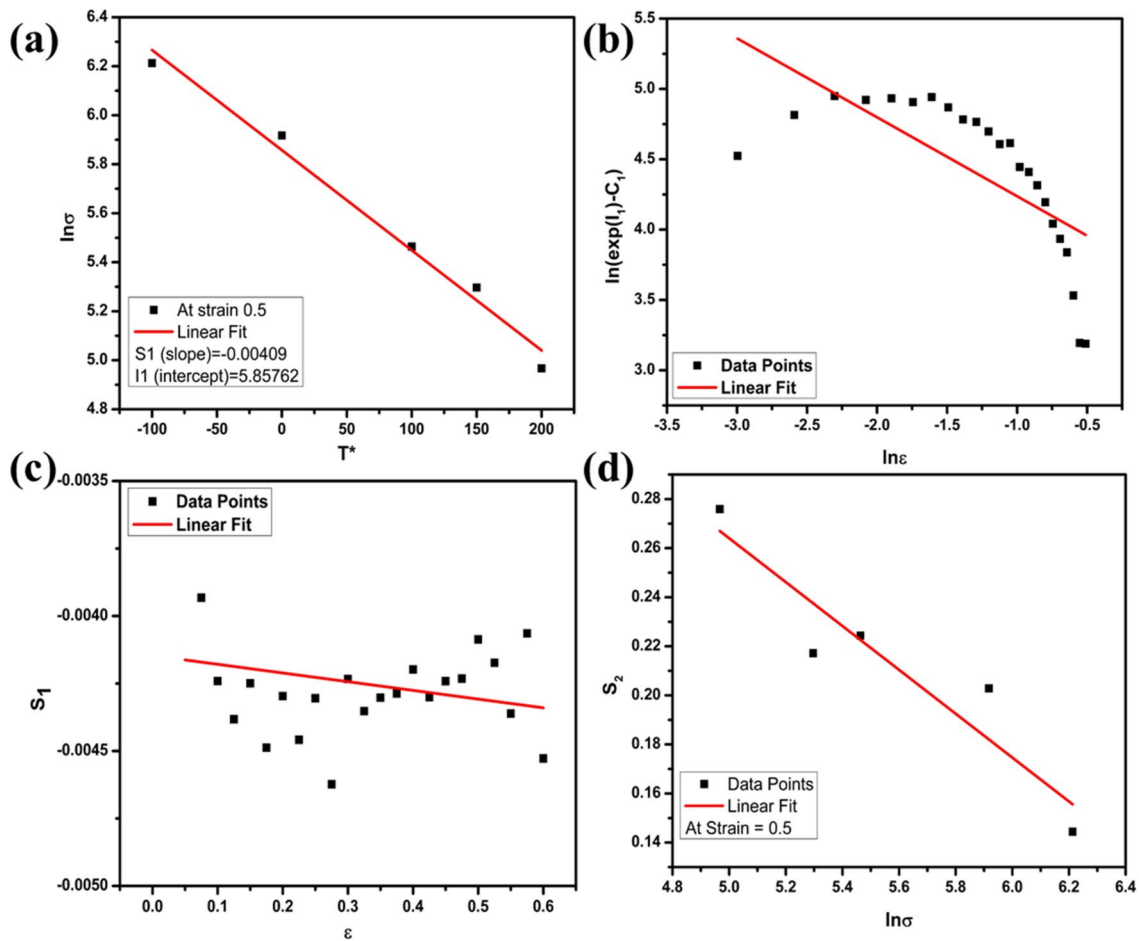 (a)
6.4
6.2
6.0
5.8
5.6
5.4
5.2
5.0
4.8
lnσ
At strain 0.5
Linear Fit
S1 (slope)=-0.00409
I1 (intercept)=5.85762
-100 -50 0 50 100 150 200
T*
(b)
5.5
5.0
4.5
4.0
3.5
3.0
ln(exp(I₁)-C₁)
Data Points
Linear Fit
-3.5 -3.0 -2.5 -2.0 -1.5 -1.0 -0.5 0.0
lnε
(c)
-0.0035
-0.0040
-0.0045
-0.0050
S1
Data Points
Linear Fit
0.0 0.1 0.2 0.3 0.4 0.5 0.6
ε
(d)
0.28
0.26
0.24
0.22
0.20
0.18
0.16
0.14
S₂
Data Points
Linear Fit
At Strain = 0.5
4.8 5.0 5.2 5.4 5.6 5.8 6.0 6.2 6.4
lnσ